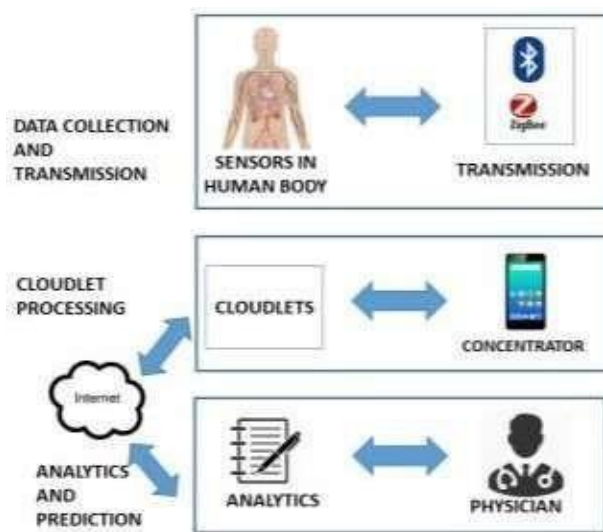 DATA COLLECTION
AND
TRANSMISSION
SENSORS IN
HUMAN BODY
ZigBee
TRANSMISSION
CLOUDLET
PROCESSING
CLOUDLETS
CONCENTRATOR
Internet
ANALYTICS
AND
PREDICTION
ANALYTICS
PHYSICIAN